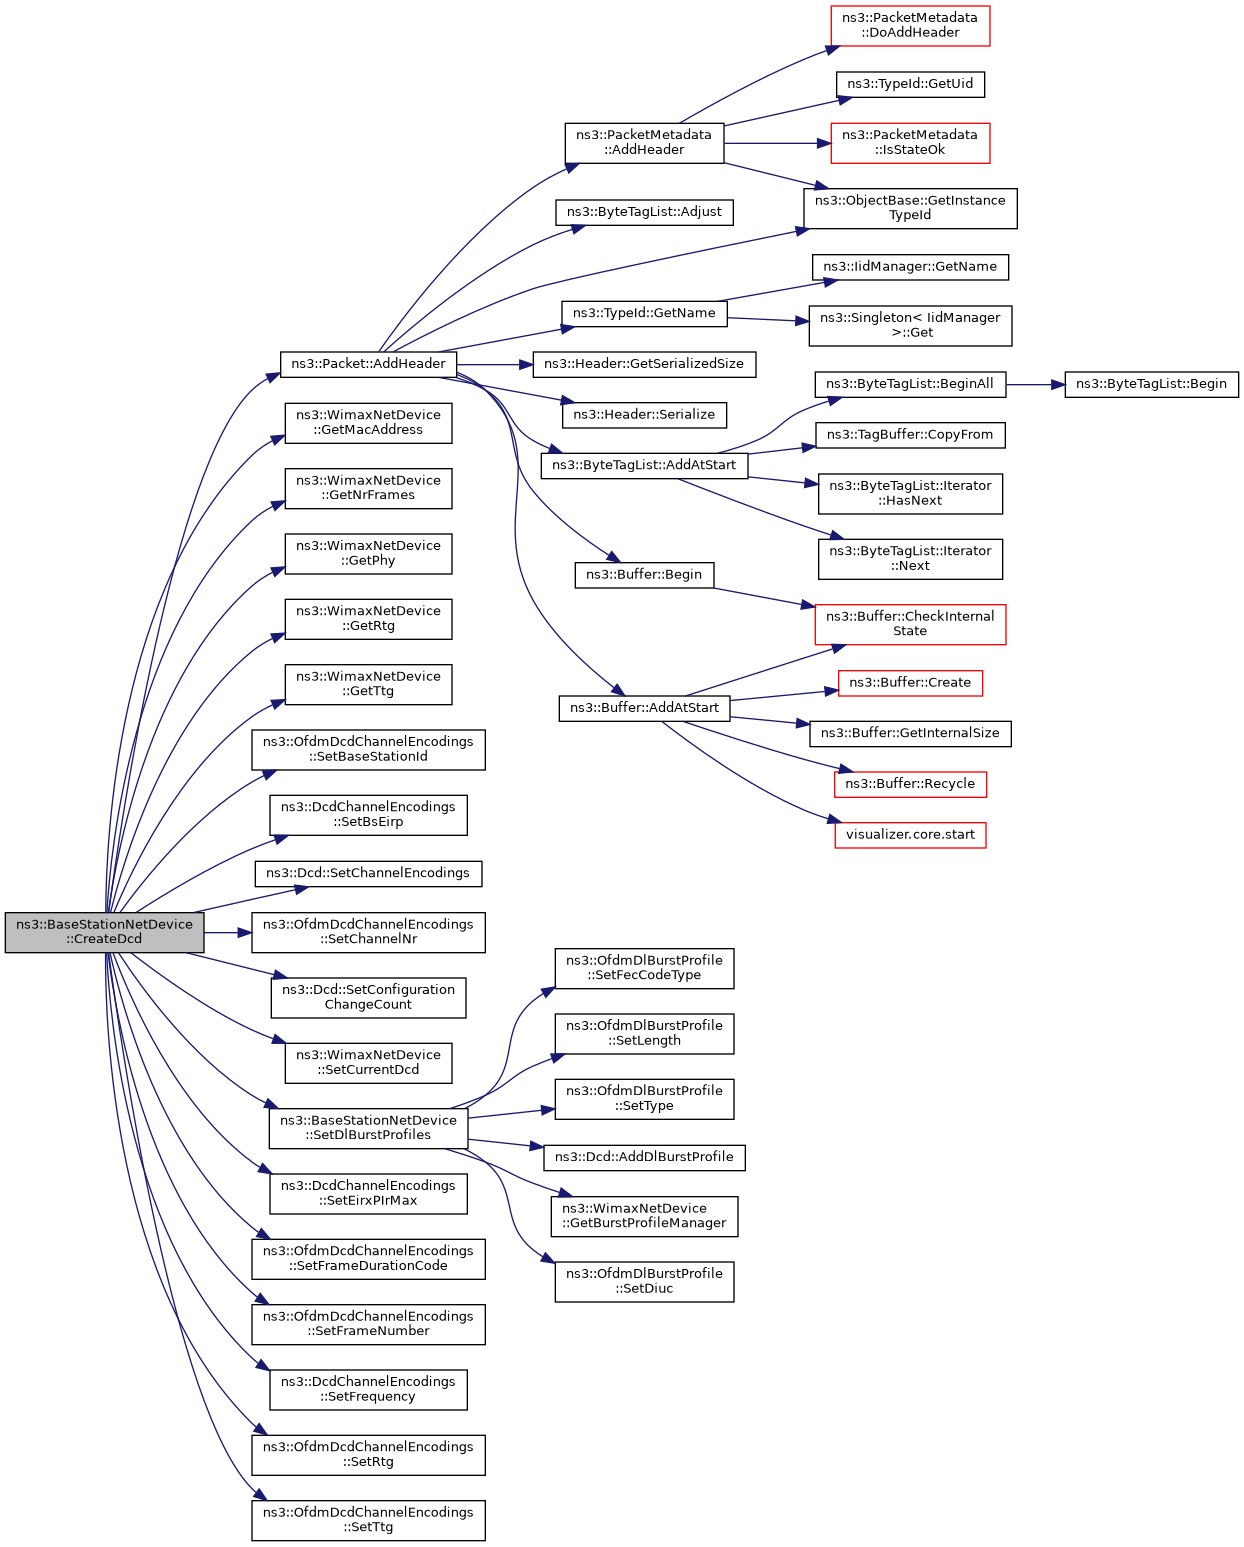 ns3::BaseStationNetDevice
::CreateDcd
ns3::Packet::AddHeader
ns3::WimaxNetDevice
::GetMacAddress
ns3::WimaxNetDevice
::GetNrFrames
ns3::WimaxNetDevice
::GetPhy
ns3::WimaxNetDevice
::GetRtg
ns3::WimaxNetDevice
::GetTtg
ns3::OfdmDcdChannelEncodings
::SetBaseStationId
ns3::DcdChannelEncodings
::SetBsEirp
ns3::Dcd::SetChannelEncodings
ns3::OfdmDcdChannelEncodings
::SetChannelNr
ns3::Dcd::SetConfiguration
ChangeCount
ns3::WimaxNetDevice
::SetCurrentDcd
ns3::BaseStationNetDevice
::SetDlBurstProfiles
ns3::DcdChannelEncodings
::SetEirxPIrMax
ns3::OfdmDcdChannelEncodings
::SetFrameDurationCode
ns3::OfdmDcdChannelEncodings
::SetFrameNumber
ns3::DcdChannelEncodings
::SetFrequency
ns3::OfdmDcdChannelEncodings
::SetRtg
ns3::OfdmDcdChannelEncodings
::SetTtg
ns3::PacketMetadata
::AddHeader
ns3::ByteTagList::Adjust
ns3::TypeId::GetName
ns3::Header::GetSerializedSize
ns3::Header::Serialize
ns3::ByteTagList::AddAtStart
ns3::Buffer::Begin
ns3::Buffer::AddAtStart
ns3::OfdmDlBurstProfile
::SetFecCodeType
ns3::OfdmDlBurstProfile
::SetLength
ns3::OfdmDlBurstProfile
::SetType
ns3::Dcd::AddDlBurstProfile
ns3::WimaxNetDevice
::GetBurstProfileManager
ns3::OfdmDlBurstProfile
::SetDiuc
ns3::PacketMetadata
::DoAddHeader
ns3::TypeId::GetUid
ns3::PacketMetadata
::IsStateOk
ns3::ObjectBase::GetInstance
TypeId
ns3::IidManager::GetName
ns3::Singleton< IidManager
>::Get
ns3::ByteTagList::BeginAll
ns3::TagBuffer::CopyFrom
ns3::ByteTagList::Iterator
::HasNext
ns3::ByteTagList::Iterator
::Next
ns3::Buffer::CheckInternal
State
ns3::Buffer::Create
ns3::Buffer::GetInternalSize
ns3::Buffer::Recycle
visualizer.core.start
ns3::ByteTagList::Begin